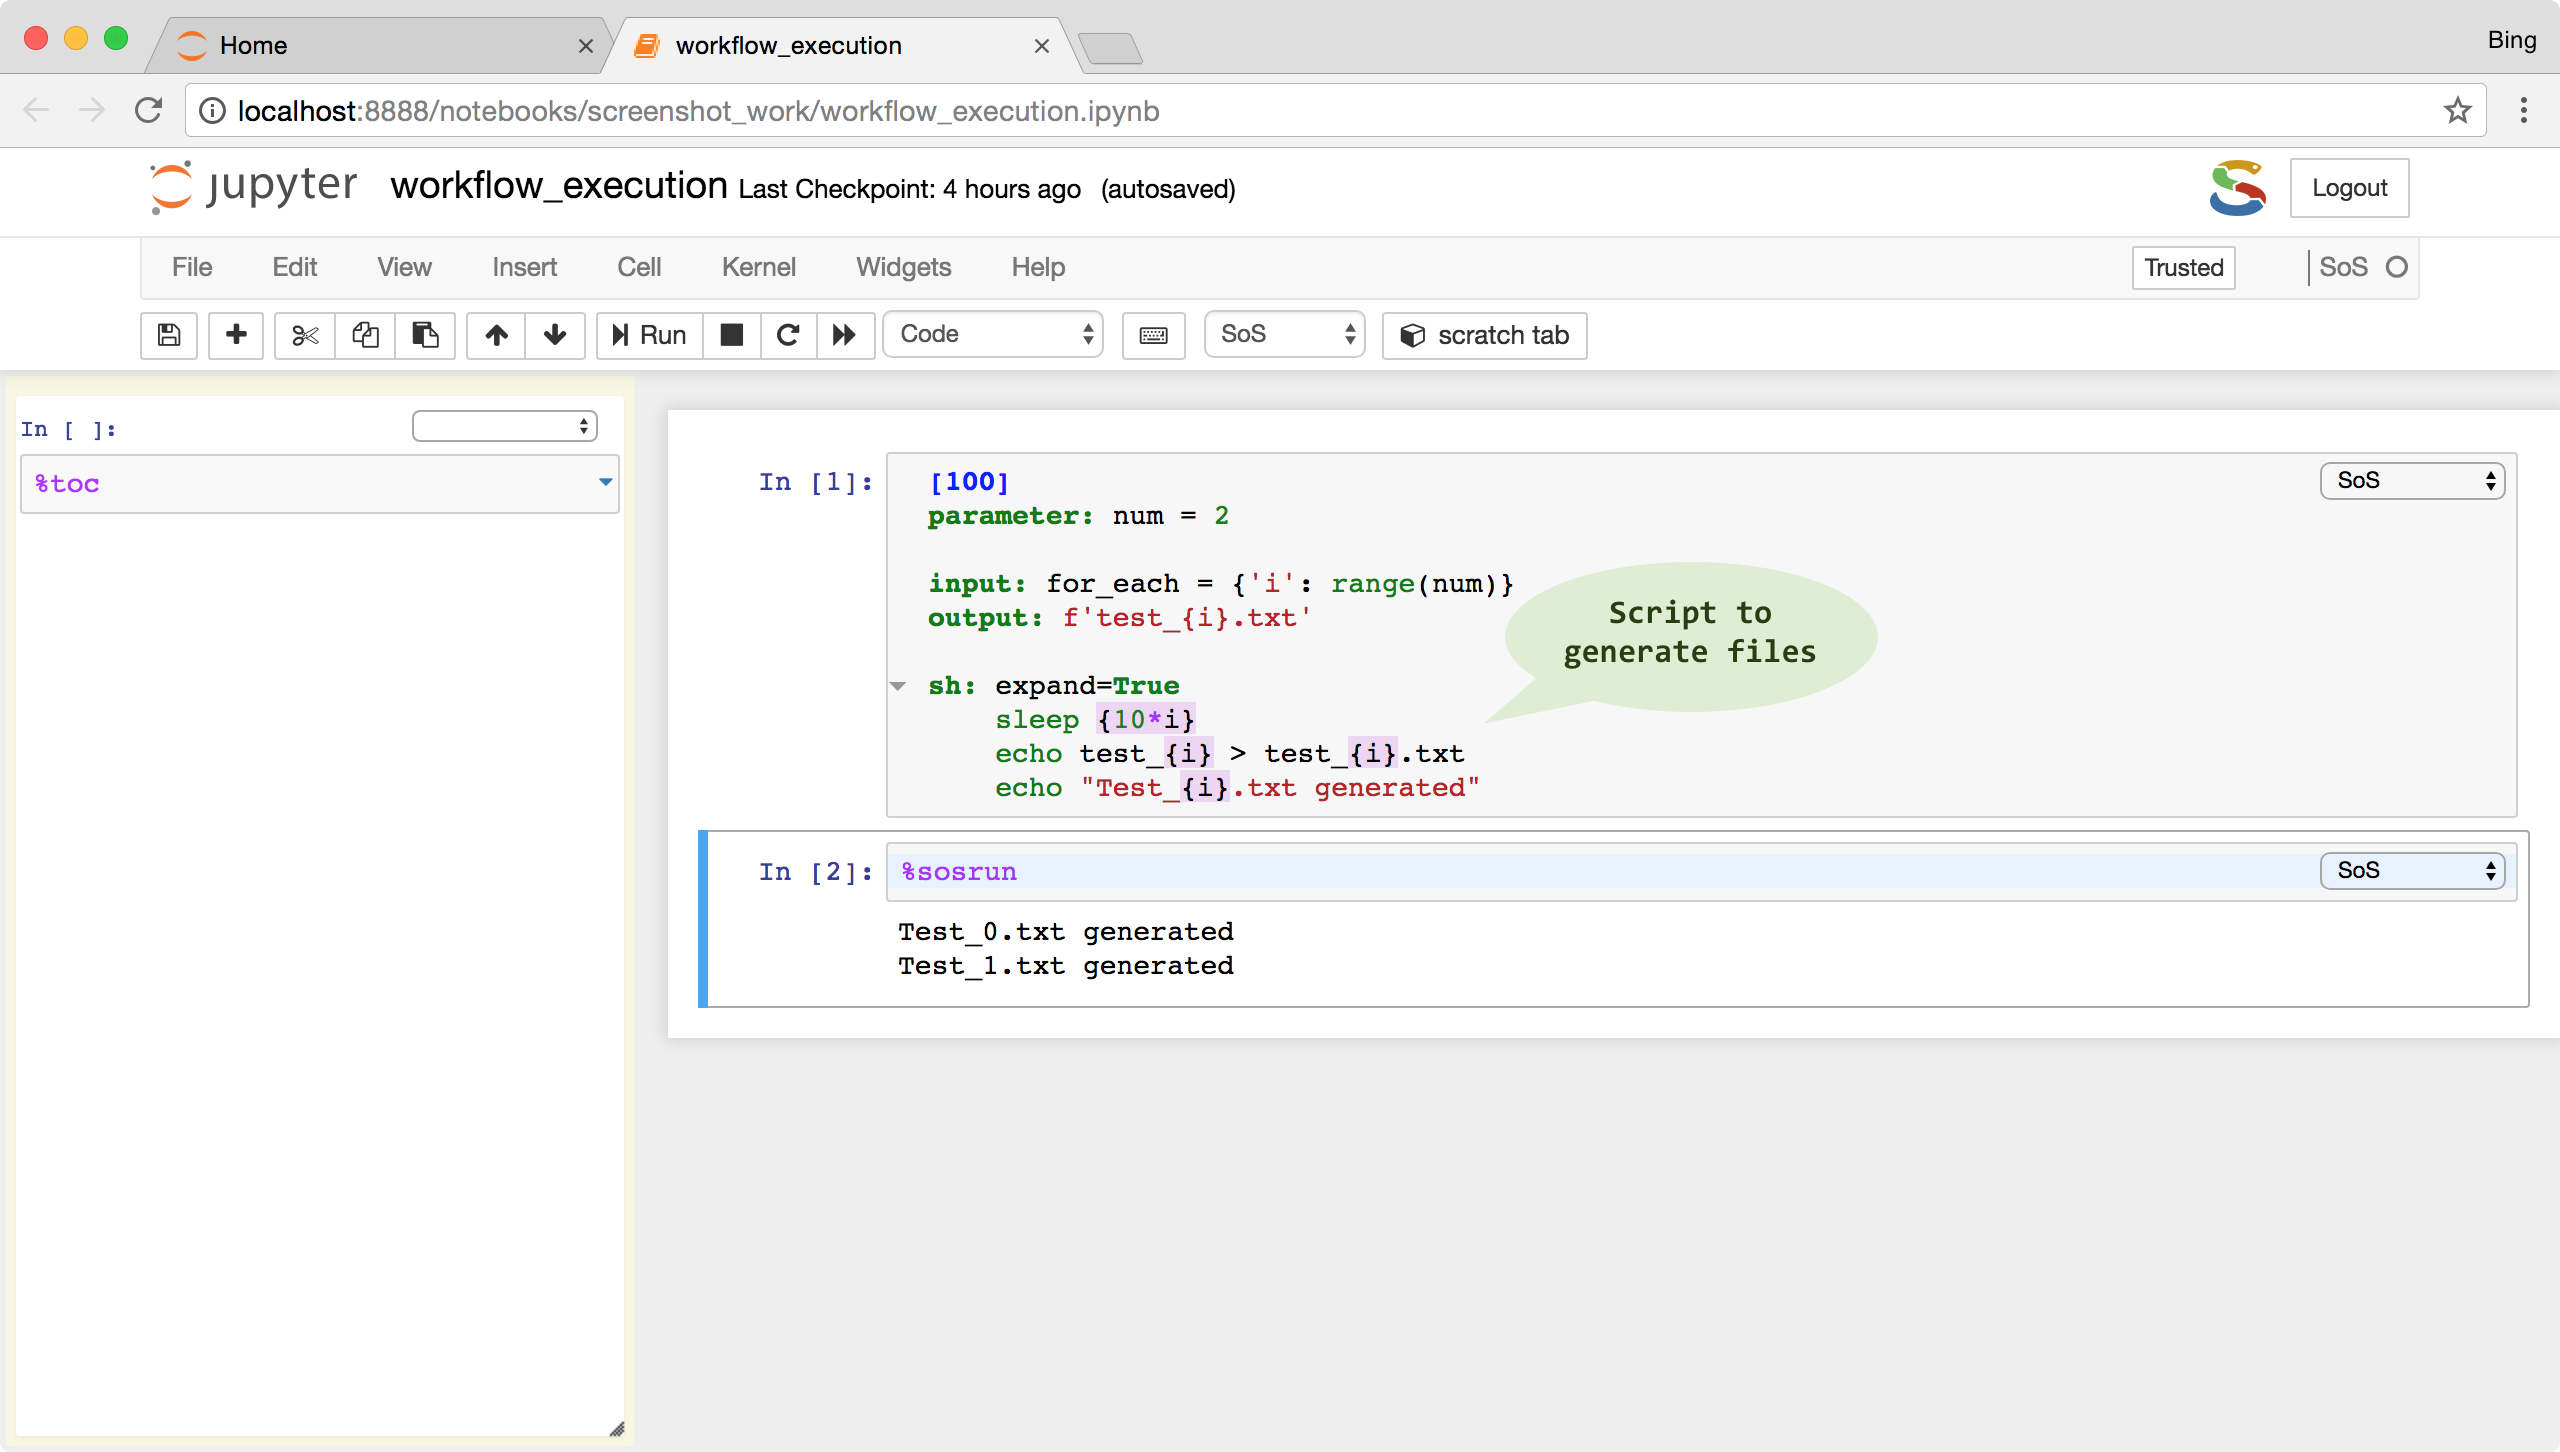 Home
workflow_execution
Bing
localhost:8888/notebooks/screenshot_work/workflow_execution.ipynb
jupyter workflow_execution Last Checkpoint: 4 hours ago (autosaved)
Logout
File Edit View Insert Cell Kernel Widgets Help
Trusted
SoS
Run
Code
SoS
scratch tab
In [ ]:
%toc
In [1]:
[100]
SoS
parameter: num = 2
input: for_each = {'i': range(num)}
output: f'test_{i}.txt'
sh: expand=True
sleep {10*i}
echo test_{i} > test_{i}.txt
echo "Test_{i}.txt generated"
Script to
generate files
In [2]:
%sosrun
SoS
Test_0.txt generated
Test_1.txt generated